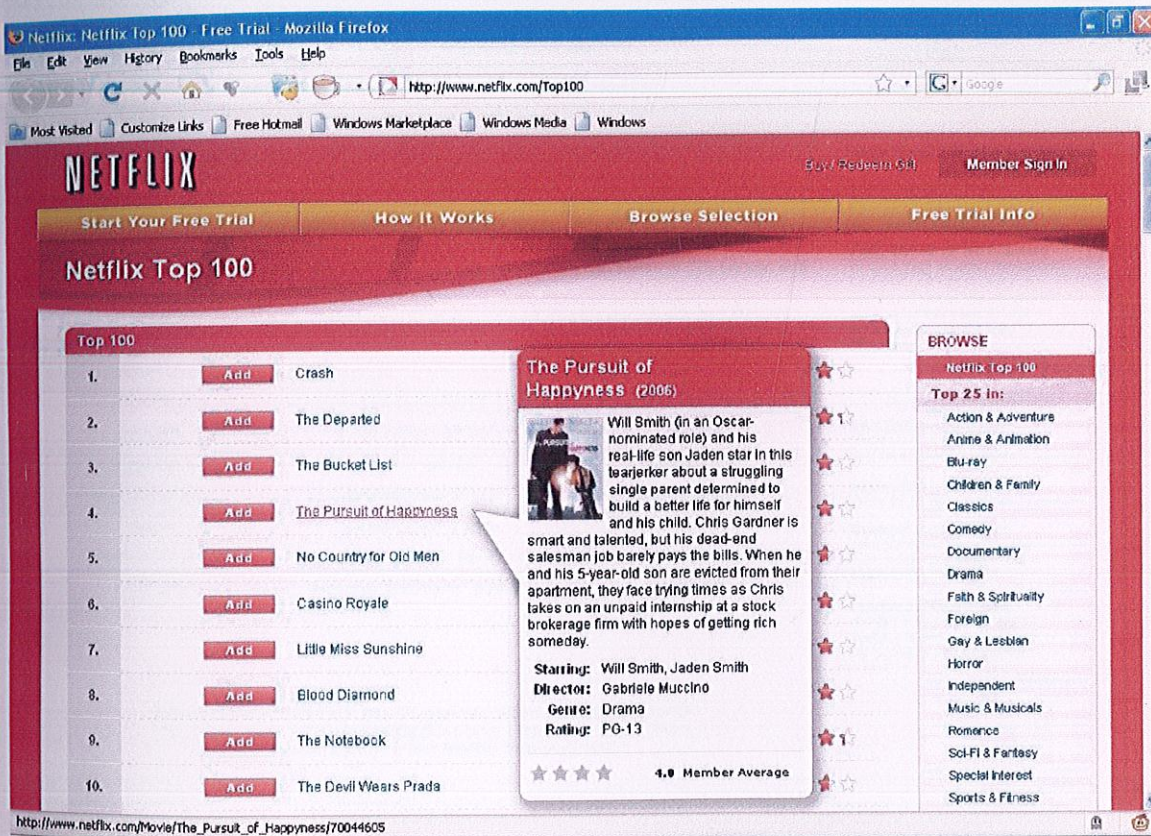 Netflix: Netflix Top 100 - Free Trial - Mozilla Firefox
File Edit View History Bookmarks Tools Help
http://www.netflix.com/Top100
G Google
Most Visited Customize Links Free Hotmail Windows Marketplace Windows Media Windows
NETFLIX
Buy / Redeem Gift Member Sign In
Start Your Free Trial How It Works Browse Selection Free Trial Info
Netflix Top 100
Top 100
1. Add Crash
2. Add The Departed
3. Add The Bucket List
4. Add The Pursuit of Happyness
5. Add No Country for Old Men
6. Add Casino Royale
7. Add Little Miss Sunshine
8. Add Blood Diamond
9. Add The Notebook
10. Add The Devil Wears Prada
The Pursuit of
Happyness (2006)
Will Smith (in an Oscar-
nominated role) and his
real-life son Jaden star in this
tearjerker about a struggling
single parent determined to
build a better life for himself
and his child. Chris Gardner is
smart and talented, but his dead-end
salesman job barely pays the bills. When he
and his 5-year-old son are evicted from their
apartment, they face trying times as Chris
takes on an unpaid internship at a stock
brokerage firm with hopes of getting rich
someday.
Starring: Will Smith, Jaden Smith
Director: Gabriele Muccino
Genre: Drama
Rating: PG-13
4.0 Member Average
BROWSE
Netflix Top 100
Top 25 in:
Action & Adventure
Anime & Animation
Blu-ray
Children & Family
Classics
Comedy
Documentary
Drama
Faith & Spirituality
Foreign
Gay & Lesbian
Horror
Independent
Music & Musicals
Romance
Sci-Fi & Fantasy
Special Interest
Sports & Fitness
http://www.netflix.com/Movie/The_Pursuit_of_Happyness/70044605